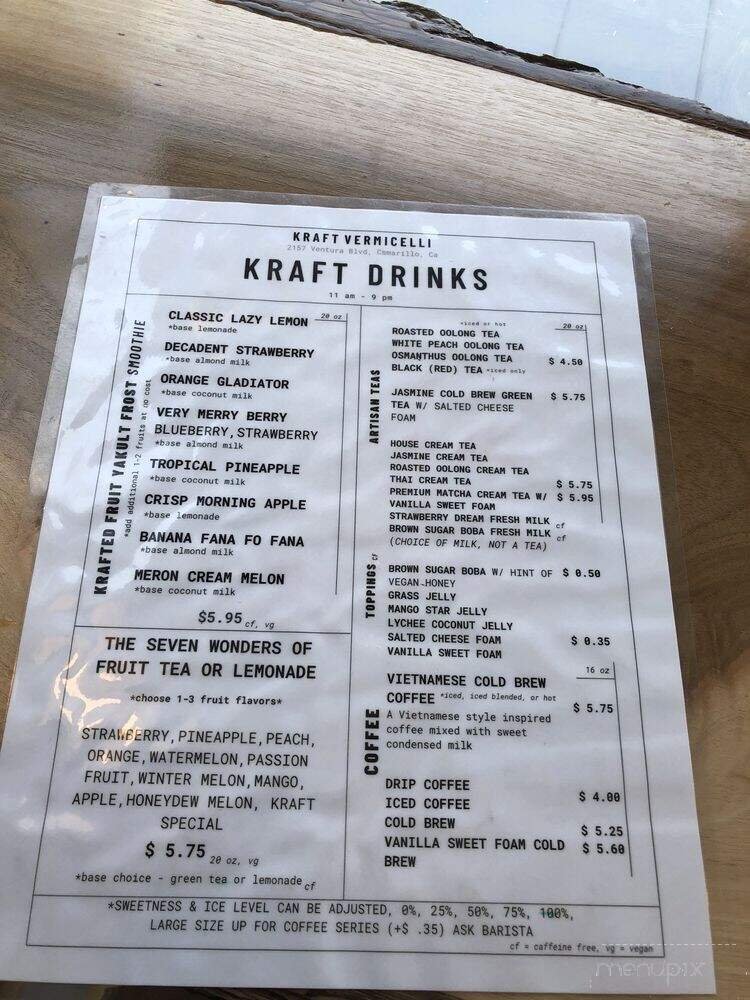 KRAFT VERMICELLI
2157 Ventura Blvd, Camarillo, Ca
KRAFT DRINKS
11 am - 9 pm
KRAFTED FRUIT YAKULT FROST SMOOTHIE
*add additional 1-2 fruits at no cost
CLASSIC LAZY LEMON 20 oz
*base lemonade
DECADENT STRAWBERRY
*base almond milk
ORANGE GLADIATOR
*base coconut milk
VERY MERRY BERRY
BLUEBERRY, STRAWBERRY
*base almond milk
TROPICAL PINEAPPLE
*base coconut milk
CRISP MORNING APPLE
*base lemonade
BANANA FANA FO FANA
*base almond milk
MERON CREAM MELON
*base coconut milk
$5.95 cf, vg
THE SEVEN WONDERS OF
FRUIT TEA OR LEMONADE
*choose 1-3 fruit flavors*
STRAWBERRY, PINEAPPLE, PEACH,
ORANGE, WATERMELON, PASSION
FRUIT, WINTER MELON, MANGO,
APPLE, HONEYDEW MELON, KRAFT
SPECIAL
$ 5.75 20 oz, vg
*base choice - green tea or lemonade cf
ARTISAN TEAS
*iced or hot 20 oz
ROASTED OOLONG TEA
WHITE PEACH OOLONG TEA
OSMANTHUS OOLONG TEA $ 4.50
BLACK (RED) TEA *iced only
JASMINE COLD BREW GREEN $ 5.75
TEA W/ SALTED CHEESE
FOAM
HOUSE CREAM TEA
JASMINE CREAM TEA
ROASTED OOLONG CREAM TEA
THAI CREAM TEA $ 5.75
PREMIUM MATCHA CREAM TEA W/ $ 5.95
VANILLA SWEET FOAM
STRAWBERRY DREAM FRESH MILK cf
BROWN SUGAR BOBA FRESH MILK cf
(CHOICE OF MILK, NOT A TEA)
TOPPINGS cf
BROWN SUGAR BOBA W/ HINT OF $ 0.50
VEGAN-HONEY
GRASS JELLY
MANGO STAR JELLY
LYCHEE COCONUT JELLY
SALTED CHEESE FOAM $ 0.35
VANILLA SWEET FOAM
COFFEE
16 oz
VIETNAMESE COLD BREW
COFFEE *iced, iced blended, or hot $ 5.75
A Vietnamese style inspired
coffee mixed with sweet
condensed milk
DRIP COFFEE
ICED COFFEE $ 4.00
COLD BREW $ 5.25
VANILLA SWEET FOAM COLD $ 5.60
BREW
*SWEETNESS & ICE LEVEL CAN BE ADJUSTED, 0%, 25%, 50%, 75%, 100%,
LARGE SIZE UP FOR COFFEE SERIES (+$ .35) ASK BARISTA
cf = caffeine free, vg = vegan
menupix